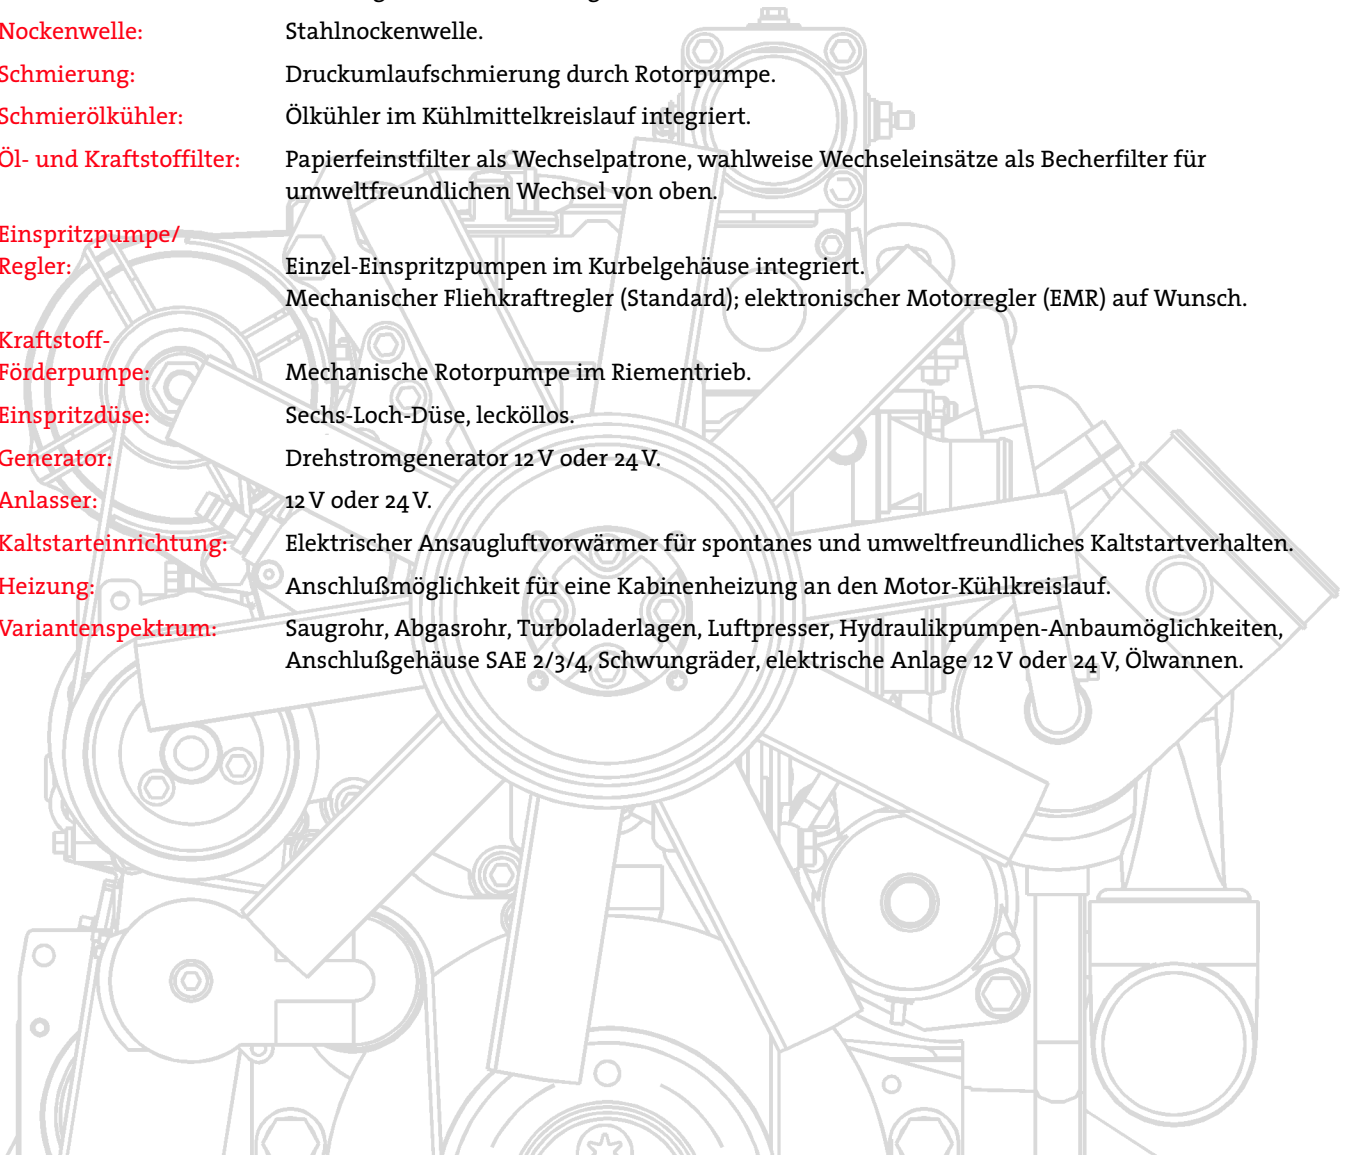 Nockenwelle: Stahlnockenwelle.
Schmierung: Druckumlaufschmierung durch Rotorpumpe.
Schmierölkühler: Ölkühler im Kühlmittelkreislauf integriert.
Öl- und Kraftstoffilter: Papierfeinstfilter als Wechselpatrone, wahlweise Wechseleinsätze als Becherfilter für
umweltfreundlichen Wechsel von oben.
Einspritzpumpe/
Regler: Einzel-Einspritzpumpen im Kurbelgehäuse integriert.
Mechanischer Fliehkraftregler (Standard); elektronischer Motorregler (EMR) auf Wunsch.
Kraftstoff-
Förderpumpe: Mechanische Rotorpumpe im Riementrieb.
Einspritzdüse: Sechs-Loch-Düse, lecköllos.
Generator: Drehstromgenerator 12 V oder 24 V.
Anlasser: 12 V oder 24 V.
Kaltstarteinrichtung: Elektrischer Ansaugluftvorwärmer für spontanes und umweltfreundliches Kaltstartverhalten.
Heizung: Anschlußmöglichkeit für eine Kabinenheizung an den Motor-Kühlkreislauf.
Variantenspektrum: Saugrohr, Abgasrohr, Turboladerlagen, Luftpresser, Hydraulikpumpen-Anbaumöglichkeiten,
Anschlußgehäuse SAE 2/3/4, Schwungräder, elektrische Anlage 12 V oder 24 V, Ölwannen.